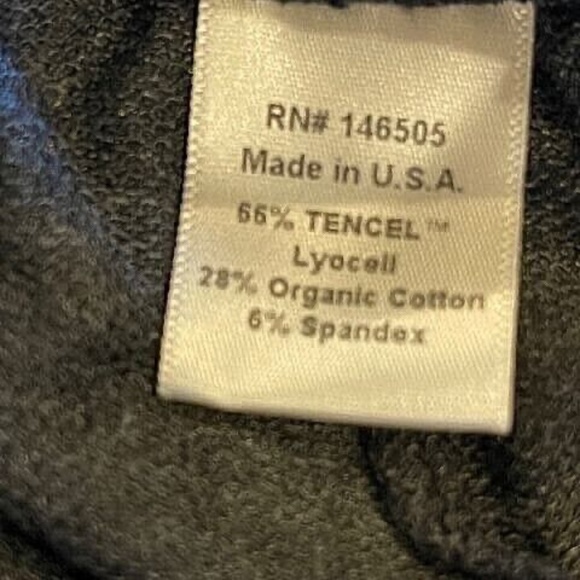 RN# 146505
Made in U.S.A.
66% TENCEL™
Lyocell
28% Organic Cotton
6% Spandex